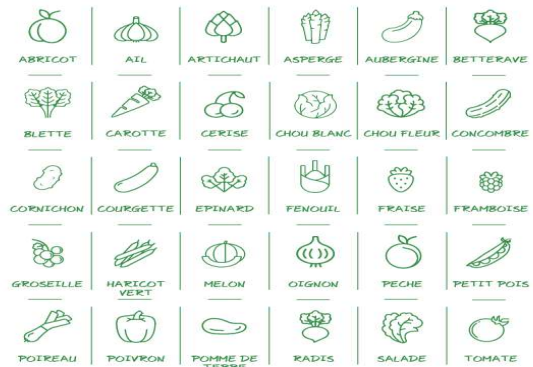 ABRICOT AIL ARTICHAUT ASPERGE AUBERGINE BETTERAVE
BLETTE CAROTTE CERISE CHOU BLANC CHOU FLEUR CONCOMBRE
CORNICHON COURGETTE EPINARD FENOUIL FRAISE FRAMBOISE
GROSEILLE HARICOT MELON OIGNON PECHE PETIT POIS
VERT
POIREAU POIVRON POMME DE RADIS SALADE TOMATE
TERRE